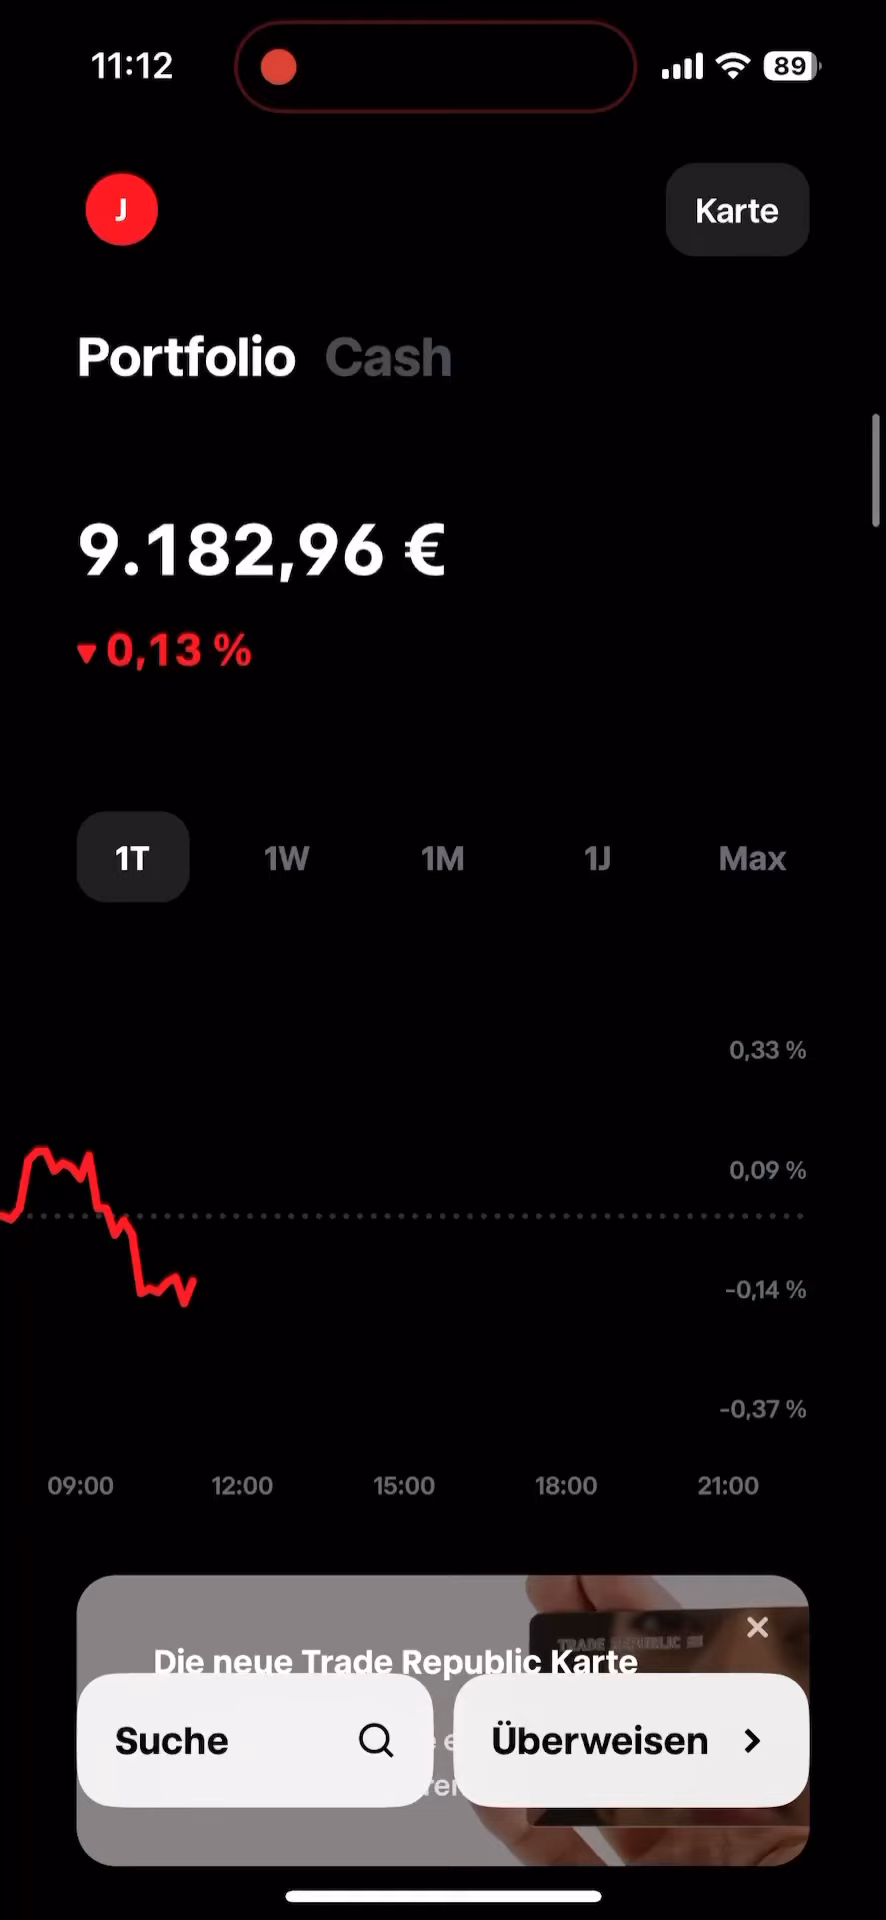 11:12
89
J
Karte
Portfolio Cash
9.182,96 €
0,13 %
1T 1W 1M 1J Max
0,33 %
0,09 %
-0,14 %
-0,37 %
09:00 12:00 15:00 18:00 21:00
TRADE REPUBLIC
Die neue Trade Republic Karte
Suche
Überweisen